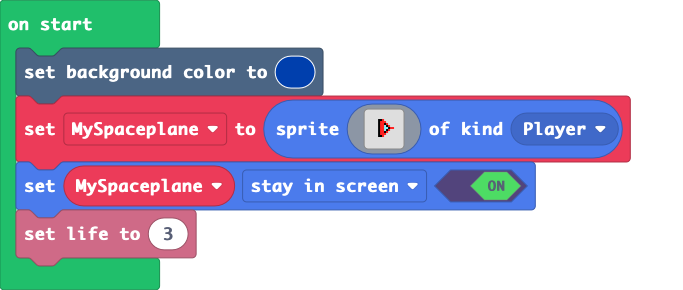 on start
set background color to
set MySpaceplane to sprite of kind Player
set MySpaceplane stay in screen ON
set life to 3